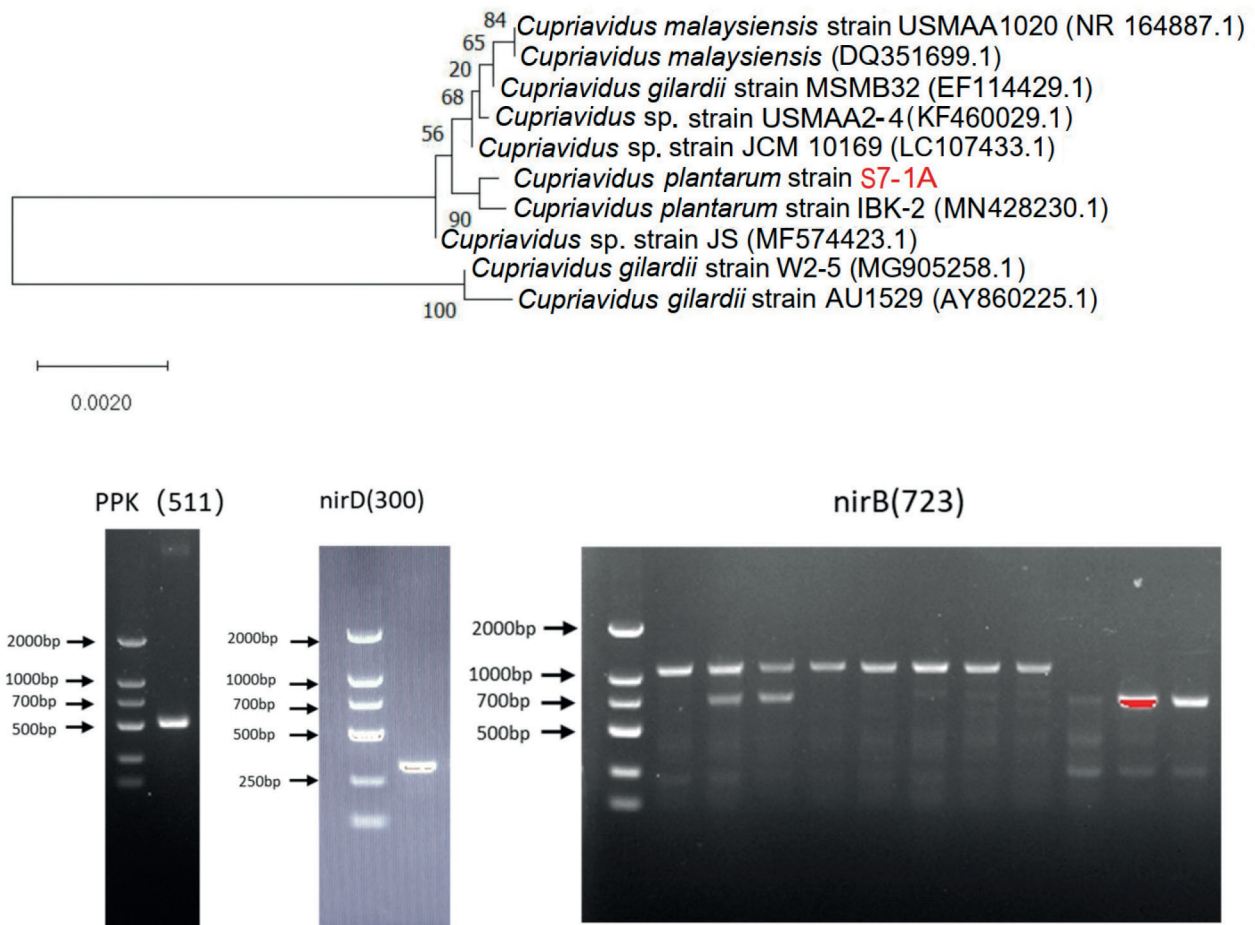 84
Cupriavidus malaysiensis strain USMAA1020 (NR 164887.1)
65
Cupriavidus malaysiensis (DQ351699.1)
20
Cupriavidus gilardii strain MSMB32 (EF114429.1)
68
Cupriavidus sp. strain USMAA2-4(KF460029.1)
56
Cupriavidus sp. strain JCM 10169 (LC107433.1)
Cupriavidus plantarum strain S7-1A
Cupriavidus plantarum strain IBK-2 (MN428230.1)
90
Cupriavidus sp. strain JS (MF574423.1)
Cupriavidus gilardii strain W2-5 (MG905258.1)
Cupriavidus gilardii strain AU1529 (AY860225.1)
100
0.0020
PPK (511)
2000bp
1000bp
700bp
500bp
nirD(300)
2000bp
1000bp
700bp
500bp
250bp
nirB(723)
2000bp
1000bp
700bp
500bp